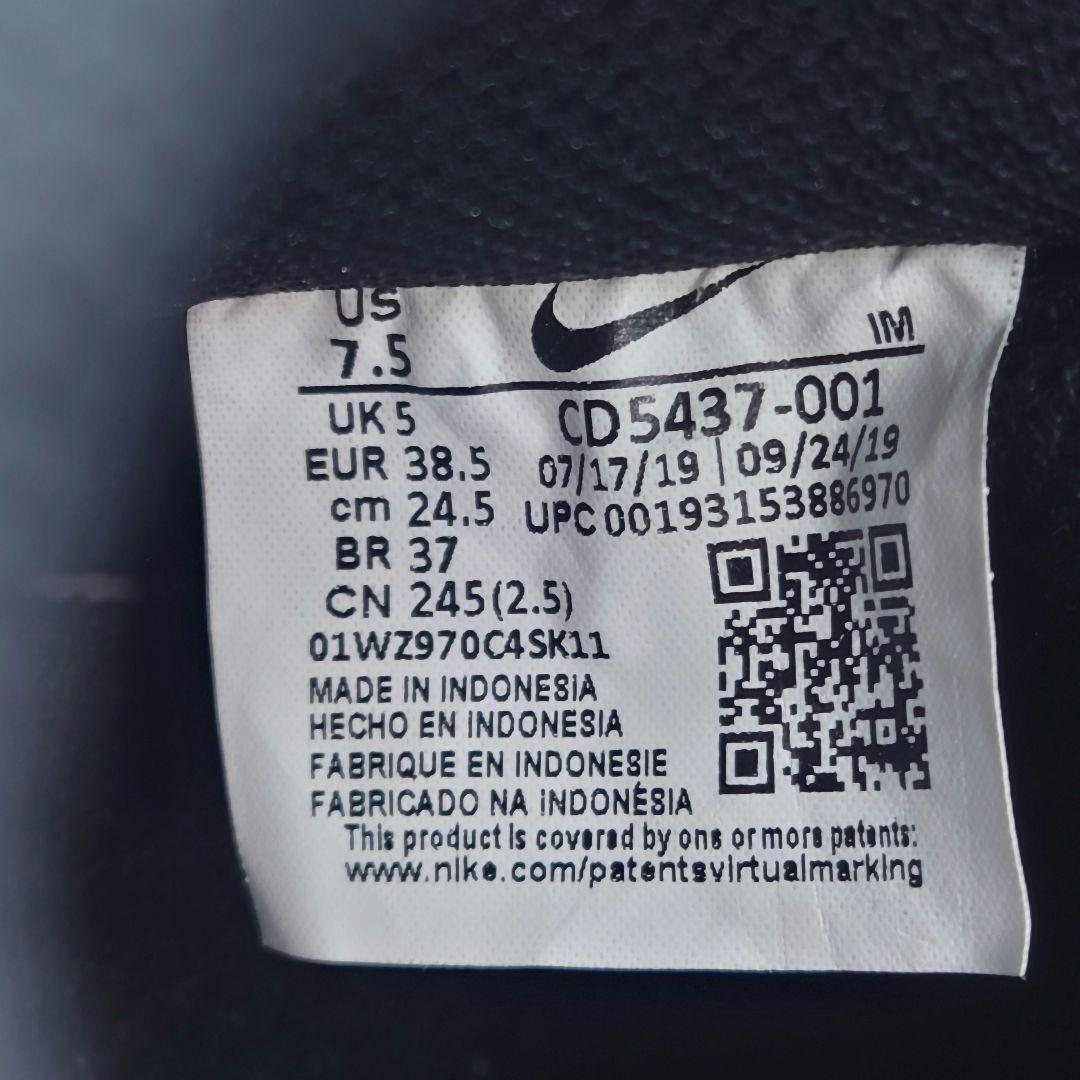 US
7.5
IM
UK 5
CD5437-001
EUR 38.5
07/17/19 | 09/24/19
cm 24.5
UPC 00193153886970
BR 37
CN 245(2.5)
01WZ970C4SK11
MADE IN INDONESIA
HECHO EN INDONESIA
FABRIQUE EN INDONESIE
FABRICADO NA INDONÉSIA
This product is covered by one or more patents:
www.nike.com/patentsvirtualmarking